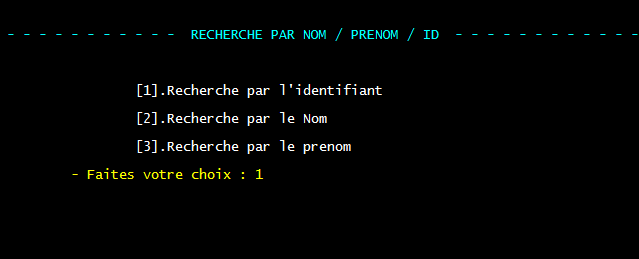 - - - - - - - - - - - RECHERCHE PAR NOM / PRENOM / ID - - - - - - - - - - - -
[1].Recherche par l'identifiant
[2].Recherche par le Nom
[3].Recherche par le prenom
- Faites votre choix : 1